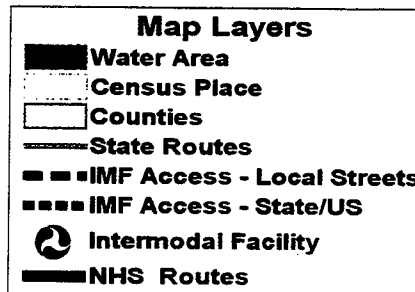 Map Layers
Water Area
Census Place
Counties
State Routes
IMF Access - Local Streets
IMF Access - State/US
Intermodal Facility
NHS Routes